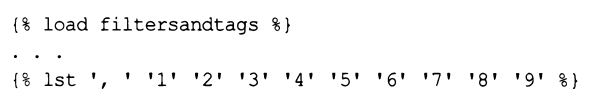 {% load filtersandtags %}
. . .
{% lst ', ' '1' '2' '3' '4' '5' '6' '7' '8' '9' %}